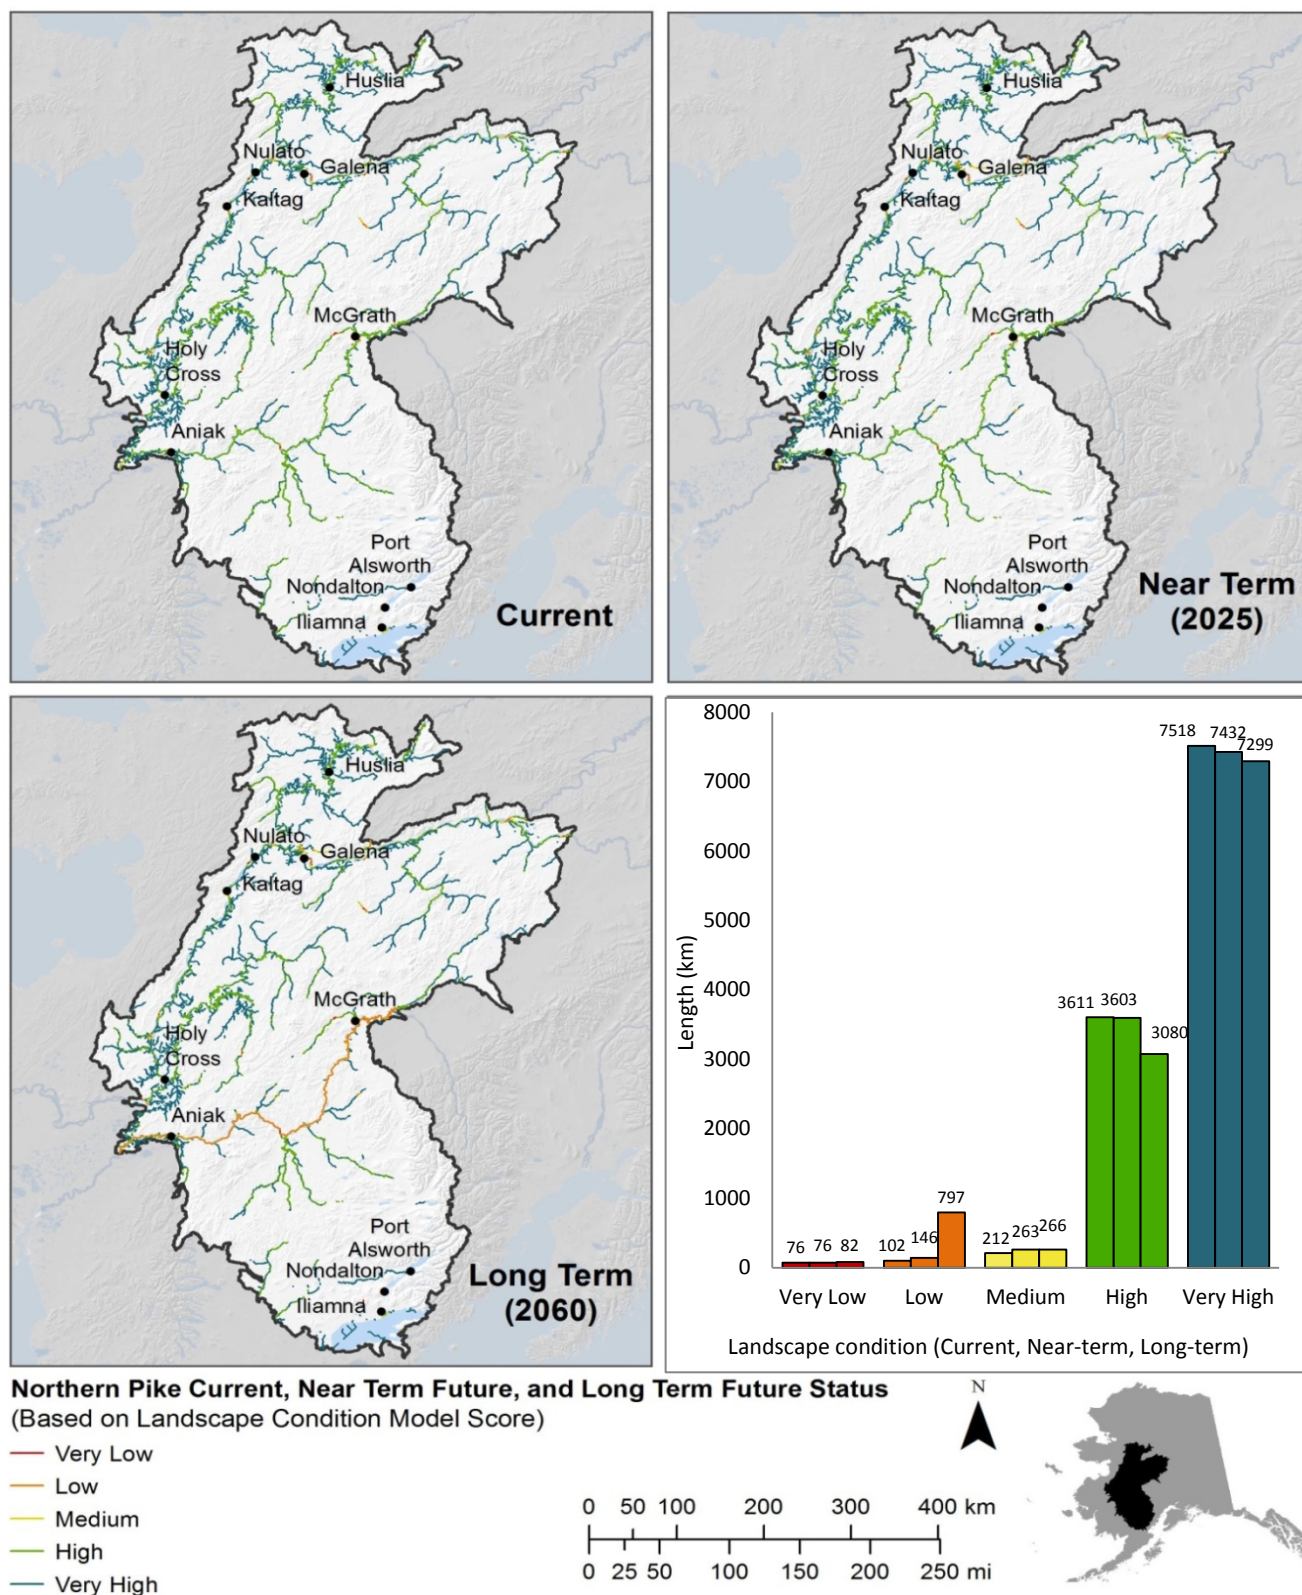 Huslia
Nulato
Galena
Kaltag
McGrath
Holy
Cross
Aniak
Port
Alsworth
Nondalton
Iliamna
Current
Huslia
Nulato
Galena
Kaltag
McGrath
Holy
Cross
Aniak
Port
Alsworth
Nondalton
Iliamna
Near Term
(2025)
Huslia
Nulato
Galena
Kaltag
McGrath
Holy
Cross
Aniak
Port
Alsworth
Nondalton
Iliamna
Long Term
(2060)
8000
7000
6000
5000
4000
3000
2000
1000
0
Length (km)
76 76 82
102 146 797
212 263 266
3611 3603 3080
7518 7432 7299
Very Low Low Medium High Very High
Landscape condition (Current, Near-term, Long-term)
Northern Pike Current, Near Term Future, and Long Term Future Status
(Based on Landscape Condition Model Score)
Very Low
Low
Medium
High
Very High
0 50 100 200 300 400 km
0 25 50 100 150 200 250 mi
N